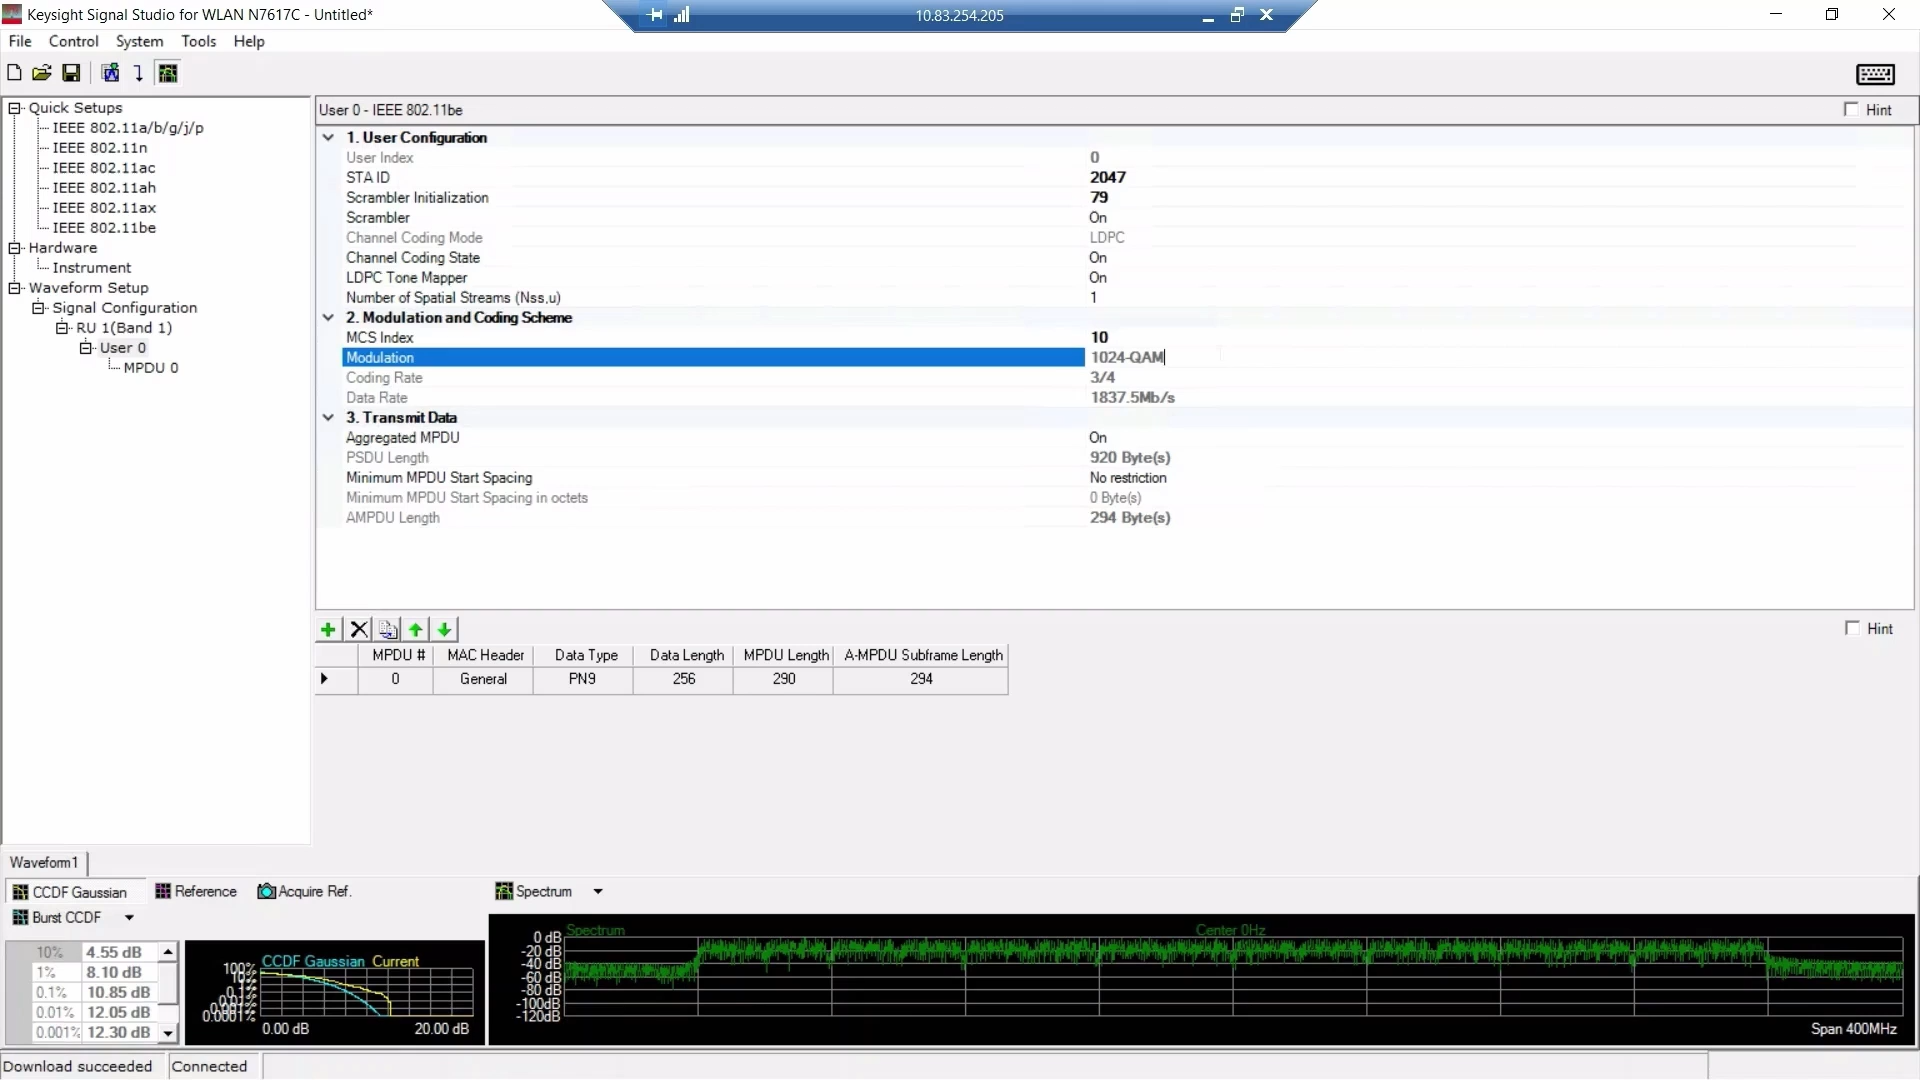 Keysight Signal Studio for WLAN N7617C - Untitled*
10.83.254.205
File Control System Tools Help
Quick Setups
IEEE 802.11a/b/g/j/p
IEEE 802.11n
IEEE 802.11ac
IEEE 802.11ah
IEEE 802.11ax
IEEE 802.11be
Hardware
Instrument
Waveform Setup
Signal Configuration
RU 1(Band 1)
User 0
MPDU 0
User 0 - IEEE 802.11be
Hint
1. User Configuration
User Index 0
STA ID 2047
Scrambler Initialization 79
Scrambler On
Channel Coding Mode LDPC
Channel Coding State On
LDPC Tone Mapper On
Number of Spatial Streams (Nss,u) 1
2. Modulation and Coding Scheme
MCS Index 10
Modulation 1024-QAM
Coding Rate 3/4
Data Rate 1837.5Mb/s
3. Transmit Data
Aggregated MPDU On
PSDU Length 920 Byte(s)
Minimum MPDU Start Spacing No restriction
Minimum MPDU Start Spacing in octets 0 Byte(s)
AMPDU Length 294 Byte(s)
Hint
MPDU # MAC Header Data Type Data Length MPDU Length A-MPDU Subframe Length
0 General PN9 256 290 294
Waveform1
CCDF Gaussian Reference Acquire Ref.
Burst CCDF
10% 4.55 dB
1% 8.10 dB
0.1% 10.85 dB
0.01% 12.05 dB
0.001% 12.30 dB
CCDF Gaussian Current
100%
10%
0.0001%
0.00 dB 20.00 dB
Spectrum
Spectrum Center 0Hz
0 dB
-20 dB
-40 dB
-60 dB
-80 dB
-100dB
-120dB
Span 400MHz
Download succeeded Connected